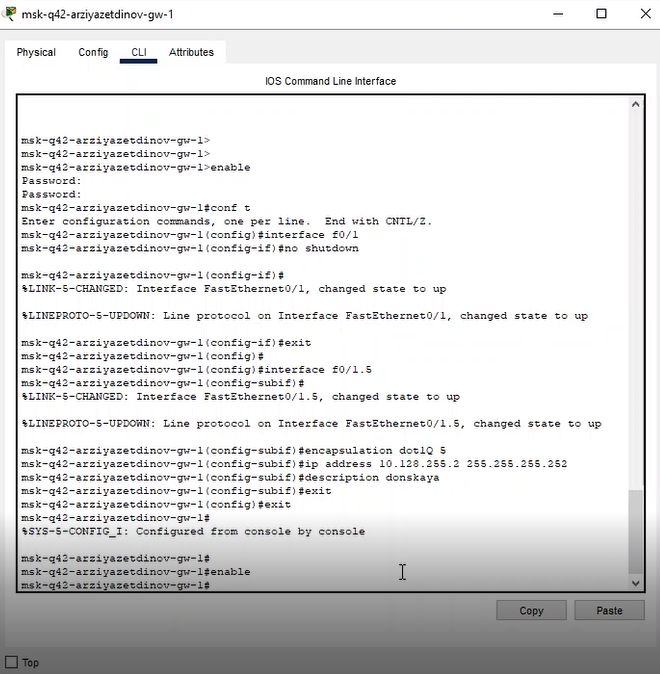 msk-q42-arziyazetdinov-gw-1
Physical Config CLI Attributes
IOS Command Line Interface
msk-q42-arziyazetdinov-gw-1>
msk-q42-arziyazetdinov-gw-1>
msk-q42-arziyazetdinov-gw-1>enable
Password:
Password:
msk-q42-arziyazetdinov-gw-1#conf t
Enter configuration commands, one per line.  End with CNTL/Z.
msk-q42-arziyazetdinov-gw-1(config)#interface f0/1
msk-q42-arziyazetdinov-gw-1(config-if)#no shutdown
msk-q42-arziyazetdinov-gw-1(config-if)#
%LINK-5-CHANGED: Interface FastEthernet0/1, changed state to up
%LINEPROTO-5-UPDOWN: Line protocol on Interface FastEthernet0/1, changed state to up
msk-q42-arziyazetdinov-gw-1(config-if)#exit
msk-q42-arziyazetdinov-gw-1(config)#
msk-q42-arziyazetdinov-gw-1(config)#interface f0/1.5
msk-q42-arziyazetdinov-gw-1(config-subif)#
%LINK-5-CHANGED: Interface FastEthernet0/1.5, changed state to up
%LINEPROTO-5-UPDOWN: Line protocol on Interface FastEthernet0/1.5, changed state to up
msk-q42-arziyazetdinov-gw-1(config-subif)#encapsulation dot1Q 5
msk-q42-arziyazetdinov-gw-1(config-subif)#ip address 10.128.255.2 255.255.255.252
msk-q42-arziyazetdinov-gw-1(config-subif)#description donskaya
msk-q42-arziyazetdinov-gw-1(config-subif)#exit
msk-q42-arziyazetdinov-gw-1(config)#exit
msk-q42-arziyazetdinov-gw-1#
%SYS-5-CONFIG_I: Configured from console by console
msk-q42-arziyazetdinov-gw-1#
msk-q42-arziyazetdinov-gw-1#enable
msk-q42-arziyazetdinov-gw-1#
Copy Paste
Top